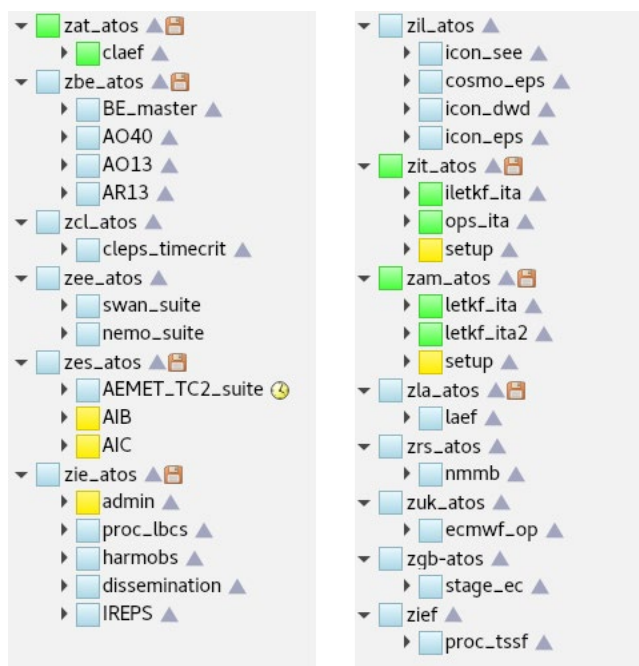 zat_atos
claef
zbe_atos
BE_master
AO40
AO13
AR13
zcl_atos
cleps_timecrit
zee_atos
swan_suite
nemo_suite
zes_atos
AEMET_TC2_suite
AIB
AIC
zie_atos
admin
proc_lbcs
harmobs
dissemination
IREPS
zil_atos
icon_see
cosmo_eps
icon_dwd
icon_eps
zit_atos
iletkf_ita
ops_ita
setup
zam_atos
letkf_ita
letkf_ita2
setup
zla_atos
laef
zrs_atos
nmmb
zuk_atos
ecmwf_op
zgb-atos
stage_ec
zief
proc_tssf